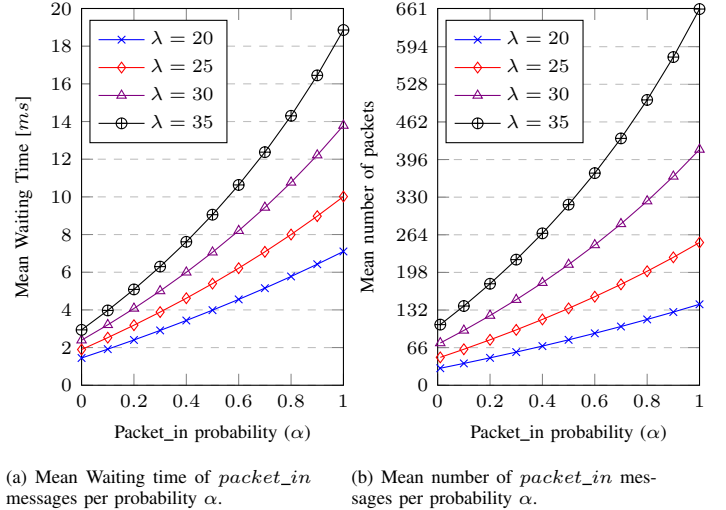 20
18
16
14
12
10
8
6
4
2
0
Mean Waiting Time [ms]
λ = 20
λ = 25
λ = 30
λ = 35
0 0.2 0.4 0.6 0.8 1
Packet_in probability (α)
661
594
528
462
396
330
264
198
132
66
0
Mean number of packets
λ = 20
λ = 25
λ = 30
λ = 35
0 0.2 0.4 0.6 0.8 1
Packet_in probability (α)
(a) Mean Waiting time of packet_in
messages per probability α.
(b) Mean number of packet_in mes-
sages per probability α.